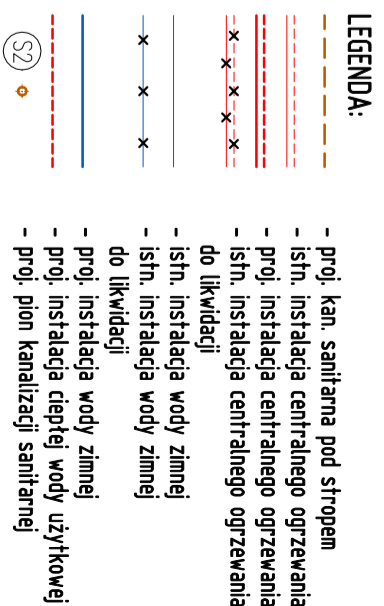 LEGENDA:
- proj. kan. sanitarna pod stropem
- istn. instalacja centralnego ogrzewania
- proj. instalacja centralnego ogrzewania
- istn. instalacja centralnego ogrzewania
do likwidacji
- istn. instalacja wody zimnej
- istn. instalacja wody zimnej
do likwidacji
- proj. instalacja wody zimnej
- proj. instalacja ciepłej wody użytkowej
S2 - proj. pion kanalizacji sanitarnej